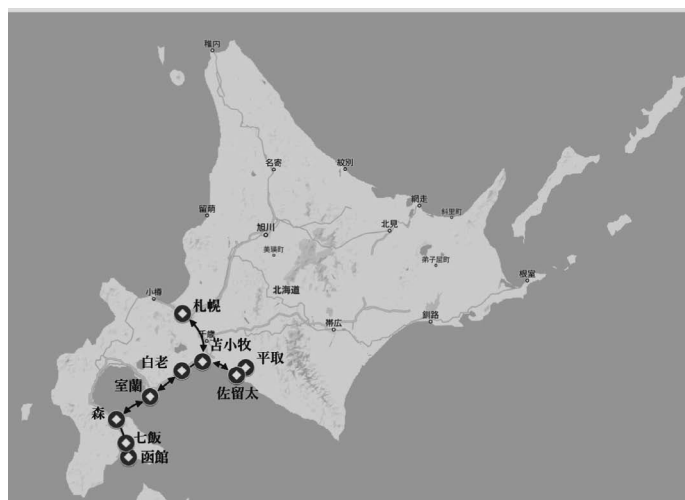 稚内
名寄
紋別
網走
斜里町
留萌
北見
旭川
美瑛町
弟子屈町
根室
北海道
小樽
札幌
釧路
帯広
千歳
苫小牧
平取
白老
佐留太
室蘭
森
七飯
函館